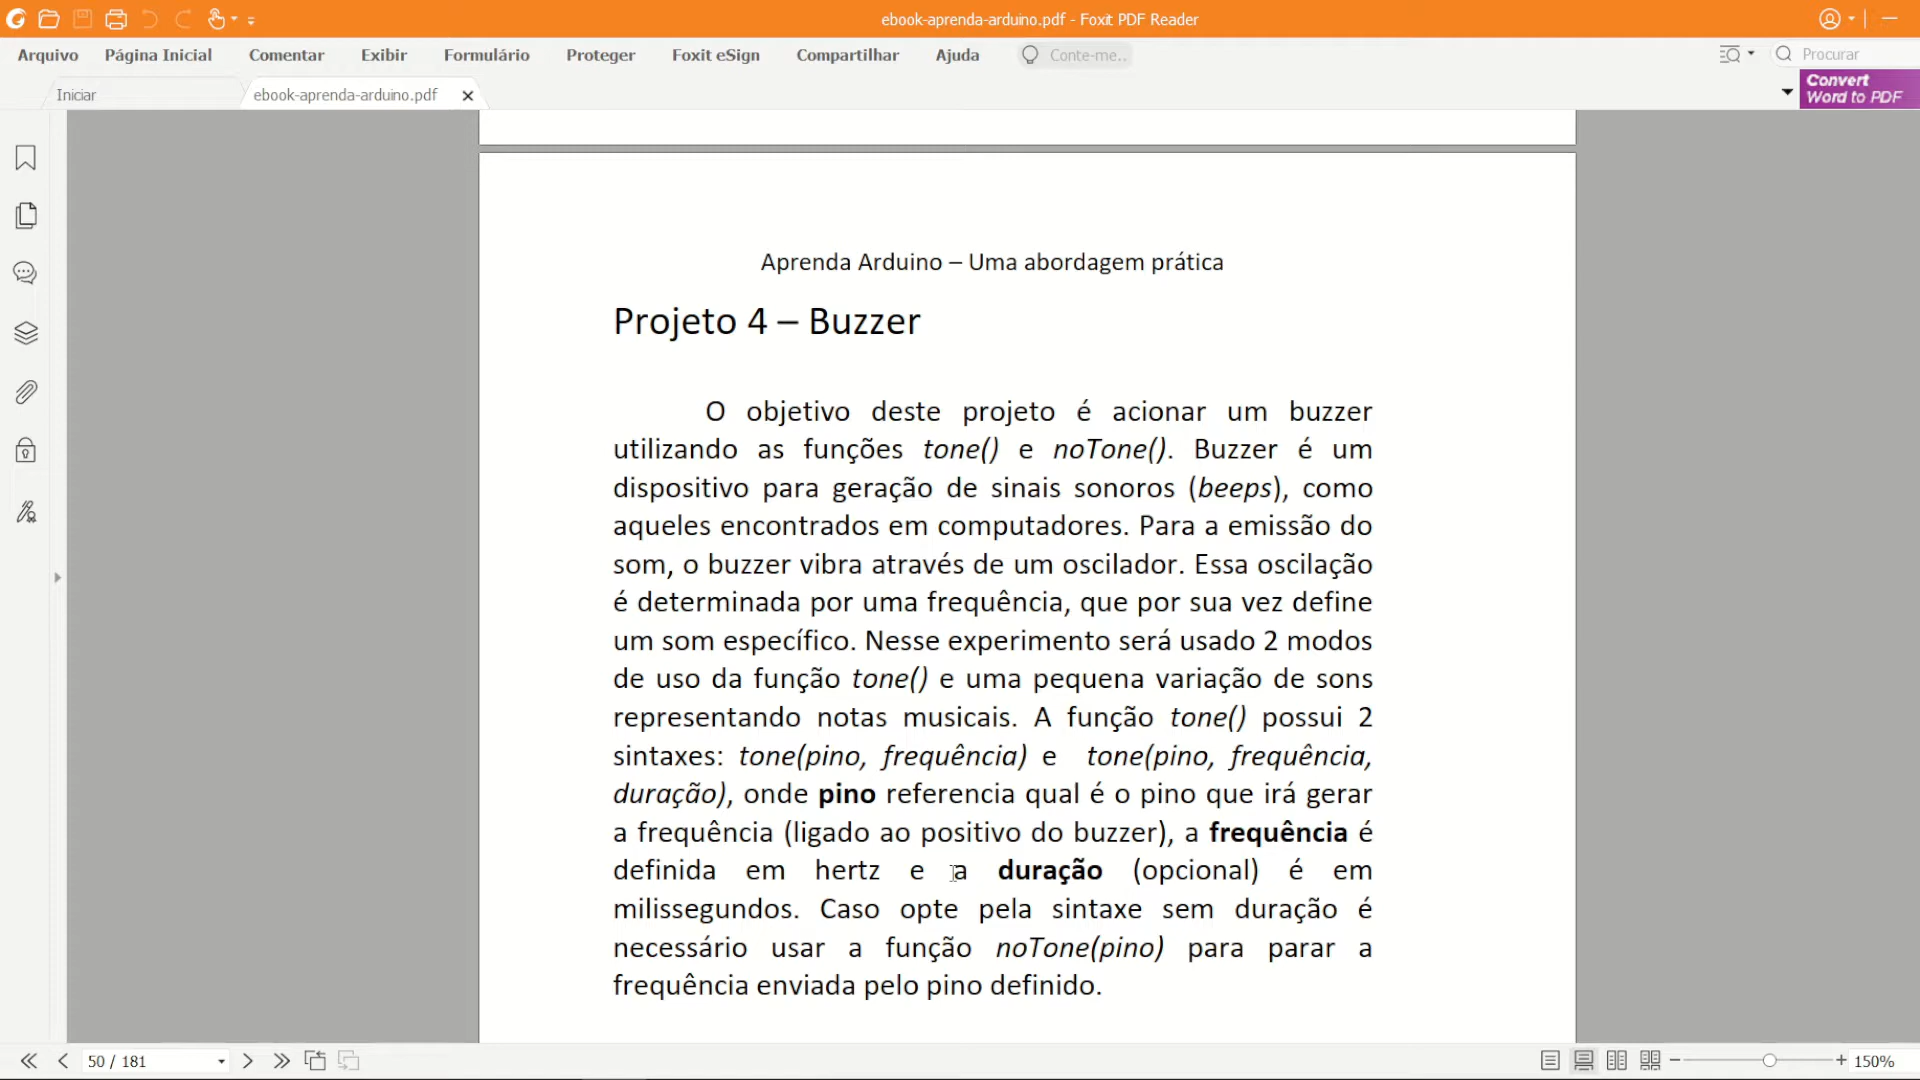 ebook-aprenda-arduino.pdf - Foxit PDF Reader
Arquivo Página Inicial Comentar Exibir Formulário Proteger Foxit eSign Compartilhar Ajuda Conte-me.. Procurar
Iniciar ebook-aprenda-arduino.pdf
Convert
Word to PDF
Aprenda Arduino – Uma abordagem prática
Projeto 4 – Buzzer
O objetivo deste projeto é acionar um buzzer
utilizando as funções tone() e noTone(). Buzzer é um
dispositivo para geração de sinais sonoros (beeps), como
aqueles encontrados em computadores. Para a emissão do
som, o buzzer vibra através de um oscilador. Essa oscilação
é determinada por uma frequência, que por sua vez define
um som específico. Nesse experimento será usado 2 modos
de uso da função tone() e uma pequena variação de sons
representando notas musicais. A função tone() possui 2
sintaxes: tone(pino, frequência) e tone(pino, frequência,
duração), onde pino referencia qual é o pino que irá gerar
a frequência (ligado ao positivo do buzzer), a frequência é
definida em hertz e a duração (opcional) é em
milissegundos. Caso opte pela sintaxe sem duração é
necessário usar a função noTone(pino) para parar a
frequência enviada pelo pino definido.
50 / 181 150%